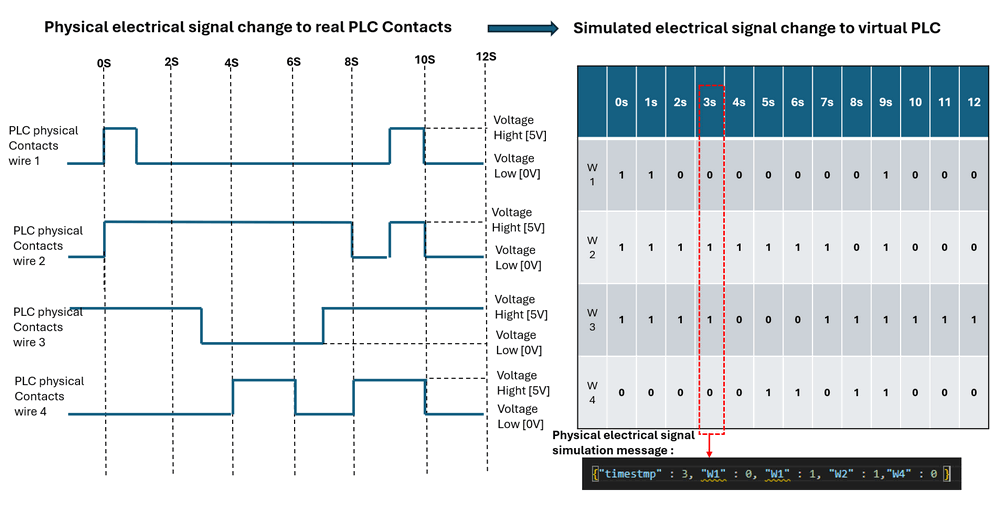 Physical electrical signal change to real PLC Contacts
Simulated electrical signal change to virtual PLC
0S 2S 4S 6S 8S 10S 12S
PLC physical
Contacts
wire 1
Voltage
Hight [5V]
Voltage
Low [0V]
PLC physical
Contacts
wire 2
Voltage
Hight [5V]
Voltage
Low [0V]
PLC physical
Contacts
wire 3
Voltage
Hight [5V]
Voltage
Low [0V]
PLC physical
Contacts
wire 4
Voltage
Hight [5V]
Voltage
Low [0V]
0s 1s 2s 3s 4s 5s 6s 7s 8s 9s 10 11 12
W
1
1 1 0 0 0 0 0 0 0 1 0 0 0
W
2
1 1 1 1 1 1 1 1 0 1 0 0 0
W
3
1 1 1 1 0 0 0 1 1 1 1 1 1
W
4
0 0 0 0 0 1 1 0 1 1 0 0 0
Physical electrical signal
simulation message :
{"timestmp" : 3, "W1" : 0, "W1" : 1, "W2" : 1,"W4" : 0 }